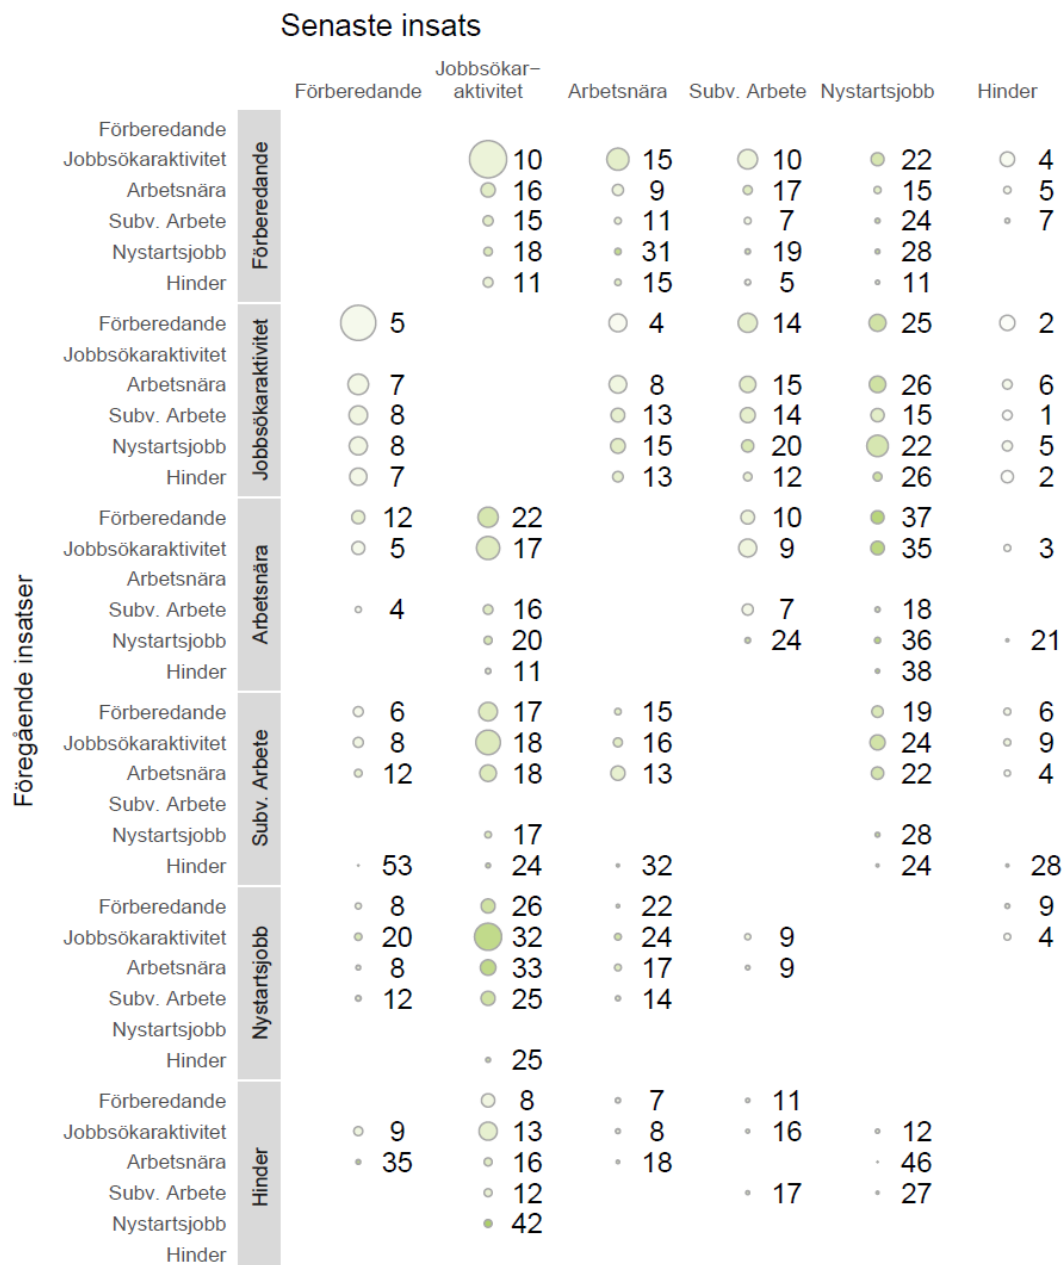 Senaste insats
Jobbsökar–
Förberedande aktivitet Arbetsnära Subv. Arbete Nystartsjobb Hinder
Föregående insatser
Förberedande
Förberedande
Jobbsökaraktivitet 10 15 10 22 4
Arbetsnära 16 9 17 15 5
Subv. Arbete 15 11 7 24 7
Nystartsjobb 18 31 19 28
Hinder 11 15 5 11
Jobbsökaraktivitet
Förberedande 5 4 14 25 2
Jobbsökaraktivitet
Arbetsnära 7 8 15 26 6
Subv. Arbete 8 13 14 15 1
Nystartsjobb 8 15 20 22 5
Hinder 7 13 12 26 2
Arbetsnära
Förberedande 12 22 10 37
Jobbsökaraktivitet 5 17 9 35 3
Arbetsnära
Subv. Arbete 4 16 7 18
Nystartsjobb 20 24 36 21
Hinder 11 38
Subv. Arbete
Förberedande 6 17 15 19 6
Jobbsökaraktivitet 8 18 16 24 9
Arbetsnära 12 18 13 22 4
Subv. Arbete
Nystartsjobb 17 28
Hinder 53 24 32 24 28
Nystartsjobb
Förberedande 8 26 22 9
Jobbsökaraktivitet 20 32 24 9 4
Arbetsnära 8 33 17 9
Subv. Arbete 12 25 14
Nystartsjobb
Hinder 25
Hinder
Förberedande 8 7 11
Jobbsökaraktivitet 9 13 8 16 12
Arbetsnära 35 16 18 46
Subv. Arbete 12 17 27
Nystartsjobb 42
Hinder